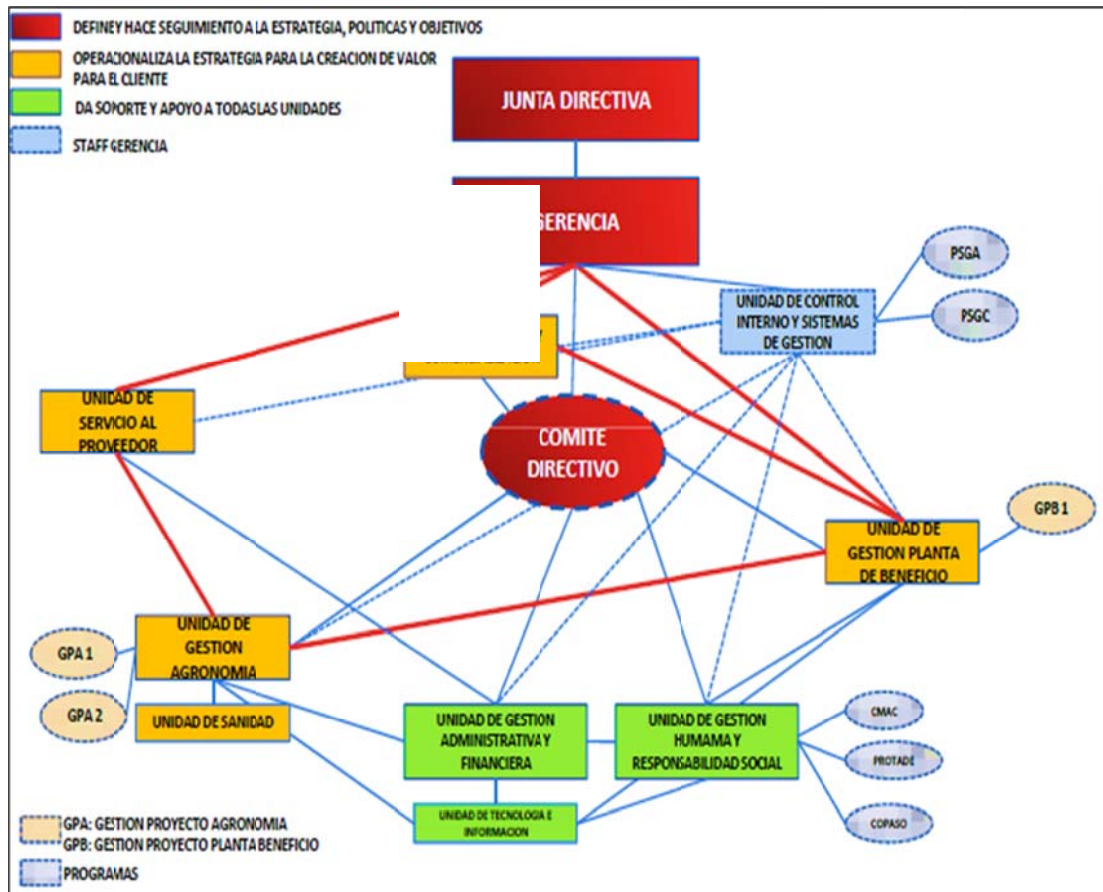 DEFINE Y HACE SEGUIMIENTO A LA ESTRATEGIA, POLITICAS Y OBJETIVOS
OPERACIONALIZA LA ESTRATEGIA PARA LA CREACION DE VALOR
PARA EL CLIENTE
DA SOPORTE Y APOYO A TODAS LAS UNIDADES
STAFF GERENCIA
JUNTA DIRECTIVA
GERENCIA
PSGA
UNIDAD DE CONTROL
INTERNO Y SISTEMAS
DE GESTION
PSGC
Y
UNIDAD DE
SERVICIO AL
PROVEEDOR
COMITE
DIRECTIVO
GPB 1
UNIDAD DE
GESTION PLANTA
DE BENEFICIO
UNIDAD DE
GESTION
AGRONOMIA
GPA 1
GPA 2
UNIDAD DE SANIDAD
UNIDAD DE GESTION
ADMINISTRATIVA Y
FINANCIERA
UNIDAD DE GESTION
HUMAMA Y
RESPONSABILIDAD SOCIAL
CMAC
PROTADE
COPASO
UNIDAD DE TECNOLOGIA E
INFORMACION
GPA: GESTION PROYECTO AGRONOMIA
GPB: GESTION PROYECTO PLANTA BENEFICIO
PROGRAMAS